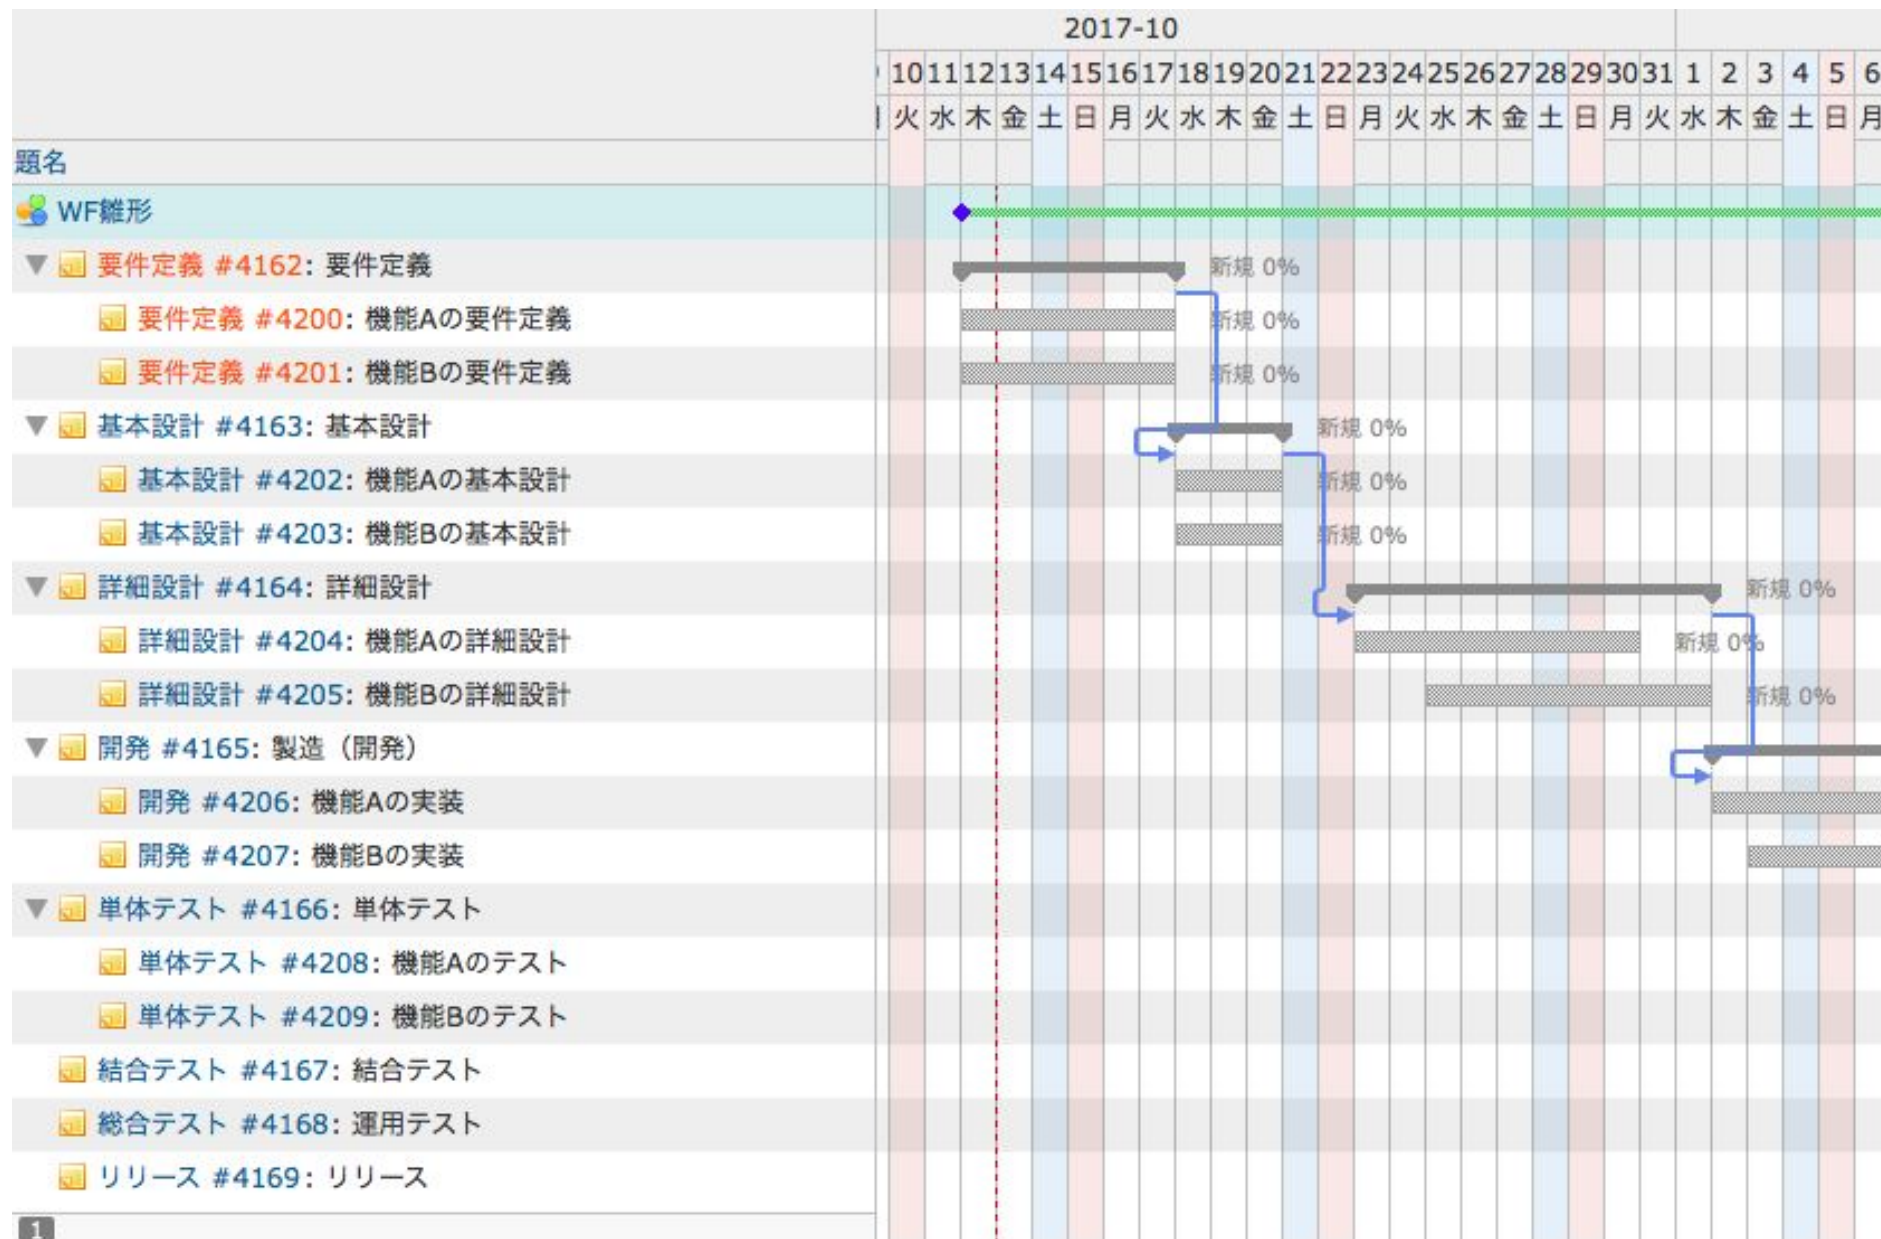 2017-10
10 11 12 13 14 15 16 17 18 19 20 21 22 23 24 25 26 27 28 29 30 31 1 2 3 4 5 6
火 水 木 金 土 日 月 火 水 木 金 土 日 月 火 水 木 金 土 日 月 火 水 木 金 土 日 月
題名
WF雛形
要件定義 #4162: 要件定義 新規 0%
要件定義 #4200: 機能Aの要件定義 新規 0%
要件定義 #4201: 機能Bの要件定義 新規 0%
基本設計 #4163: 基本設計 新規 0%
基本設計 #4202: 機能Aの基本設計 新規 0%
基本設計 #4203: 機能Bの基本設計 新規 0%
詳細設計 #4164: 詳細設計 新規 0%
詳細設計 #4204: 機能Aの詳細設計 新規 0%
詳細設計 #4205: 機能Bの詳細設計 新規 0%
開発 #4165: 製造（開発）
開発 #4206: 機能Aの実装
開発 #4207: 機能Bの実装
単体テスト #4166: 単体テスト
単体テスト #4208: 機能Aのテスト
単体テスト #4209: 機能Bのテスト
結合テスト #4167: 結合テスト
総合テスト #4168: 運用テスト
リリース #4169: リリース
1